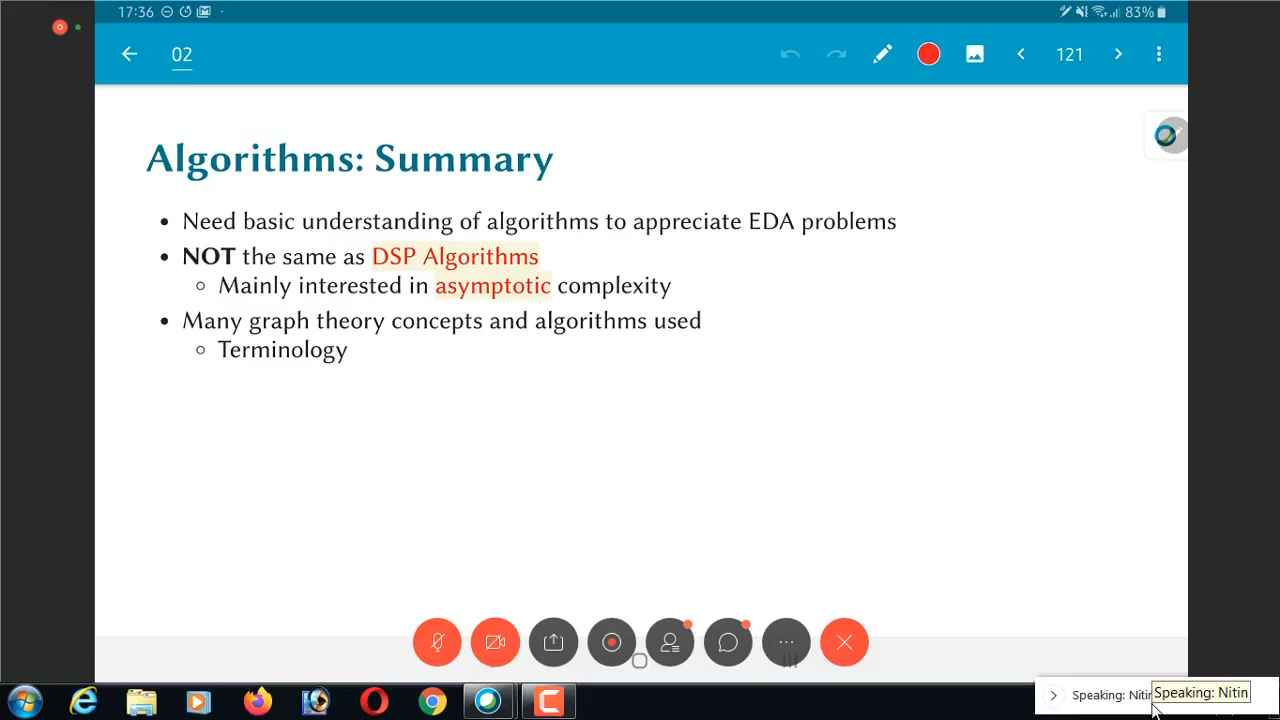 17:36
83%
02
121
Algorithms: Summary
Need basic understanding of algorithms to appreciate EDA problems
NOT the same as DSP Algorithms
Mainly interested in asymptotic complexity
Many graph theory concepts and algorithms used
Terminology
Speaking: Nitin
Speaking: Nitin